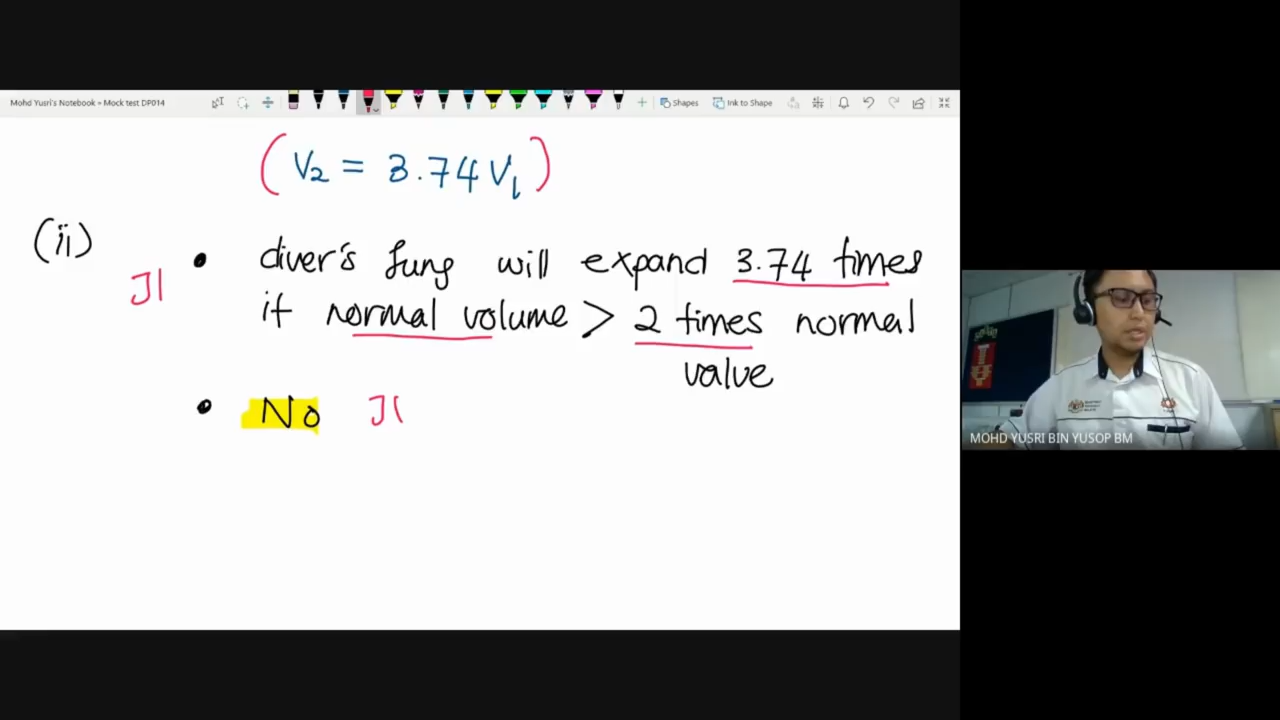 Mohd Yusri's Notebook » Mock test DP014
Shapes
Ink to Shape
(V₂ = 3.74 V₁)
(ii)
J1
• diver's lung will expand 3.74 times
if normal volume > 2 times normal
value
• No J1
MOHD YUSRI BIN YUSOP BM